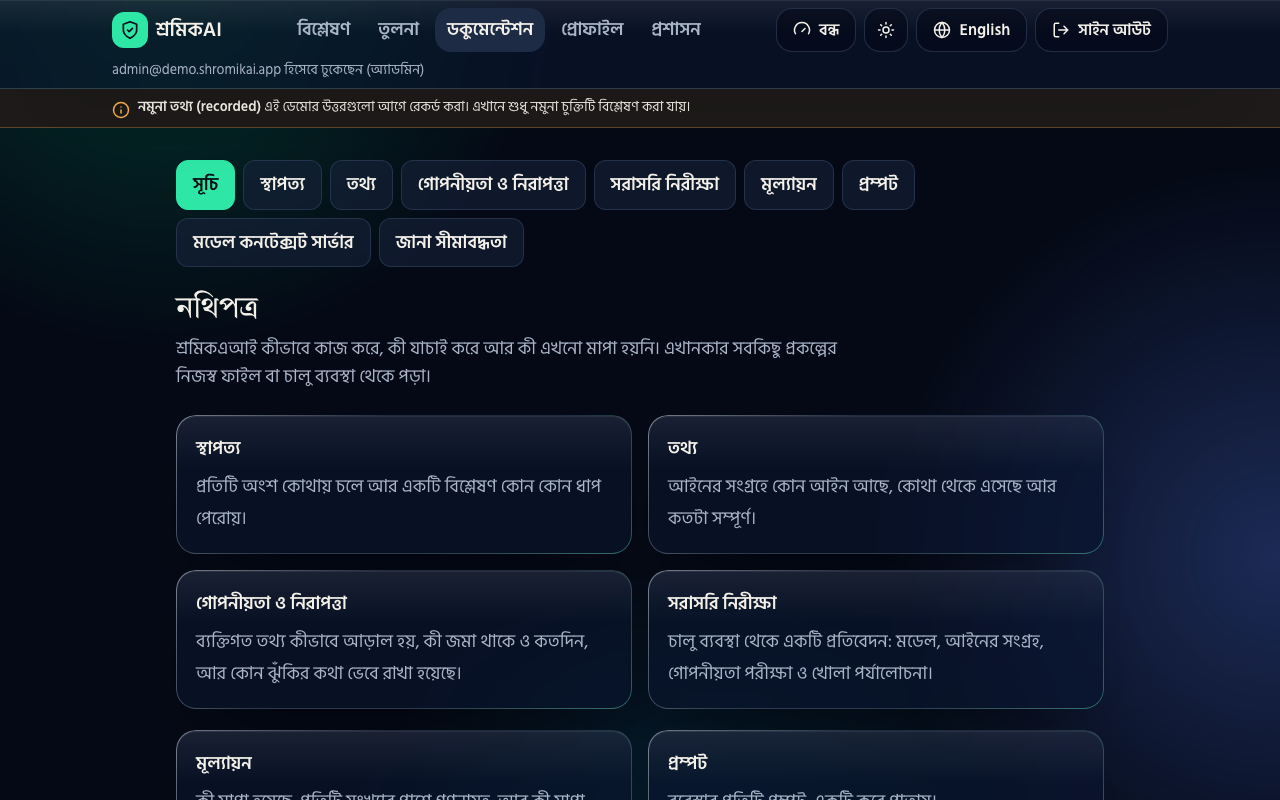 শ্রমিকAI
বিশ্লেষণ
তুলনা
ডকুমেন্টেশন
প্রোফাইল
প্রশাসন
বন্ধ
English
সাইন আউট
admin@demo.shromikai.app হিসেবে ঢুকেছেন (অ্যাডমিন)
নমুনা তথ্য (recorded) এই ডেমোর উত্তরগুলো আগে রেকর্ড করা। এখানে শুধু নমুনা চুক্তিটি বিশ্লেষণ করা যায়।
সূচি
স্থাপত্য
তথ্য
গোপনীয়তা ও নিরাপত্তা
সরাসরি নিরীক্ষা
মূল্যায়ন
প্রম্পট
মডেল কনটেক্সট সার্ভার
জানা সীমাবদ্ধতা
নথিপত্র
শ্রমিকএআই কীভাবে কাজ করে, কী যাচাই করে আর কী এখনো মাপা হয়নি। এখানকার সবকিছু প্রকল্পের
নিজস্ব ফাইল বা চালু ব্যবস্থা থেকে পড়া।
স্থাপত্য
প্রতিটি অংশ কোথায় চলে আর একটি বিশ্লেষণ কোন কোন ধাপ
পেরোয়।
তথ্য
আইনের সংগ্রহে কোন আইন আছে, কোথা থেকে এসেছে আর
কতটা সম্পূর্ণ।
গোপনীয়তা ও নিরাপত্তা
ব্যক্তিগত তথ্য কীভাবে আড়াল হয়, কী জমা থাকে ও কতদিন,
আর কোন ঝুঁকির কথা ভেবে রাখা হয়েছে।
সরাসরি নিরীক্ষা
চালু ব্যবস্থা থেকে একটি প্রতিবেদন: মডেল, আইনের সংগ্রহ,
গোপনীয়তা পরীক্ষা ও খোলা পর্যালোচনা।
মূল্যায়ন
প্রম্পট